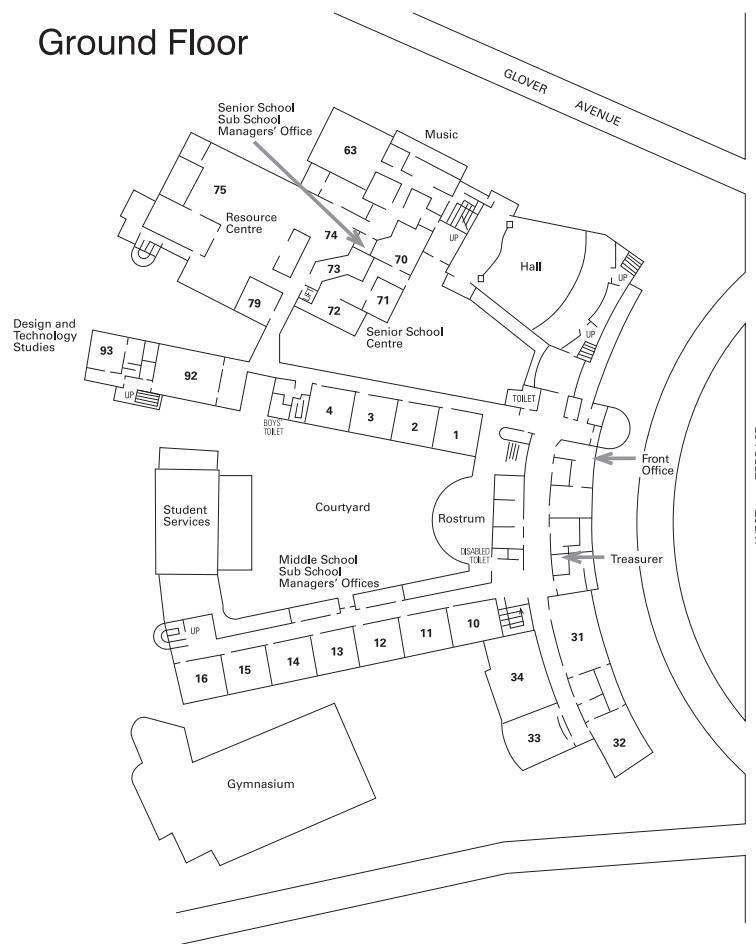 Ground Floor
GLOVER AVENUE
Senior School
Sub School
Managers' Office
Music
63
75
Resource
Centre
74
70
UP
Hall
73
UP
79
UP
71
72
UP
Senior School
Centre
Design and
Technology
Studies
93
92
UP
TOILET
4
3
2
1
BOYS'
TOILET
Front
Office
Student
Services
Courtyard
Rostrum
DISABLED
TOILET
Treasurer
Middle School
Sub School
Managers' Offices
UP
10
11
12
13
14
15
16
31
34
33
32
Gymnasium